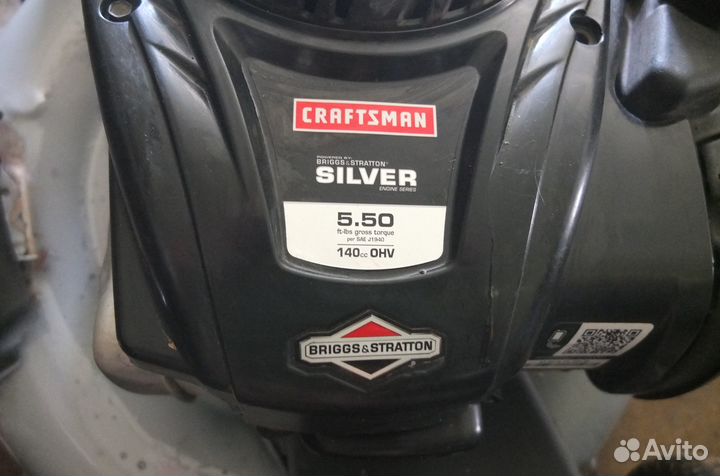 CRAFTSMAN
POWERED BY
BRIGGS&STRATTON
SILVER
ENGINE SERIES
5.50
ft-lbs gross torque
per SAE J1940
140cc OHV
BRIGGS&STRATTON
Avito